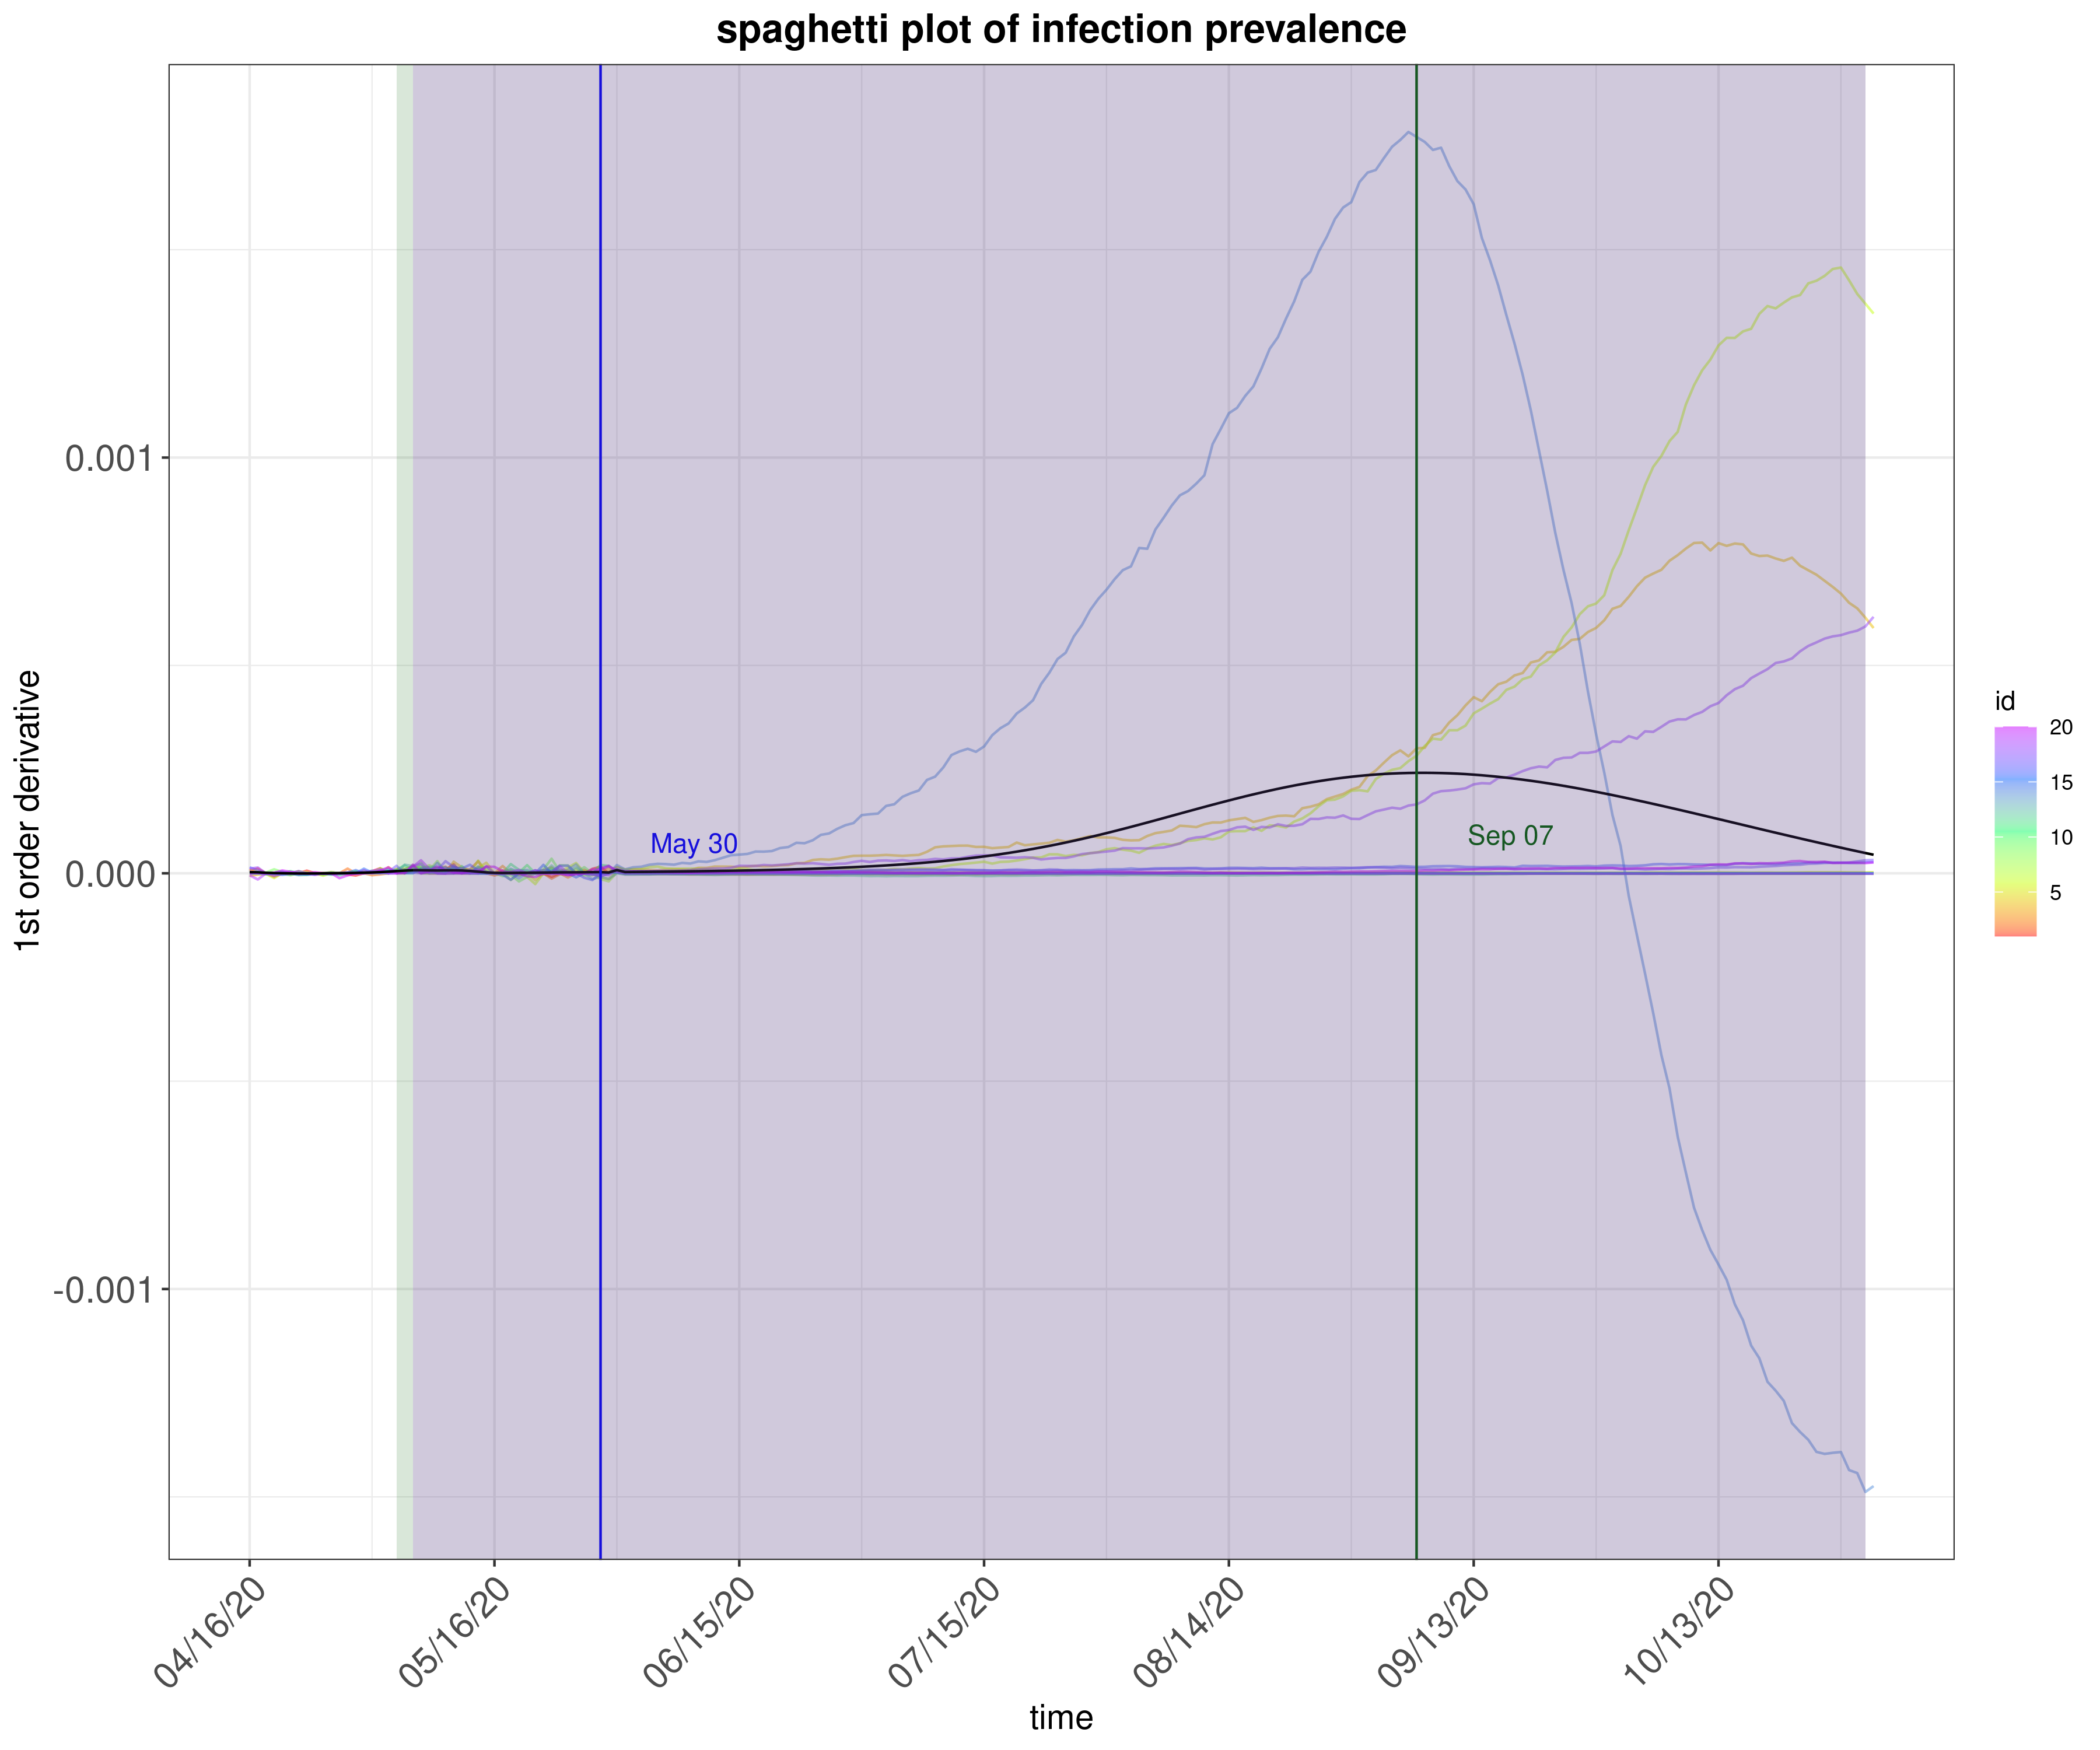 spaghetti plot of infection prevalence
1st order derivative
0.001
0.000
-0.001
May 30
Sep 07
id
20
15
10
5
04/16/20
05/16/20
06/15/20
07/15/20
08/14/20
09/13/20
10/13/20
time